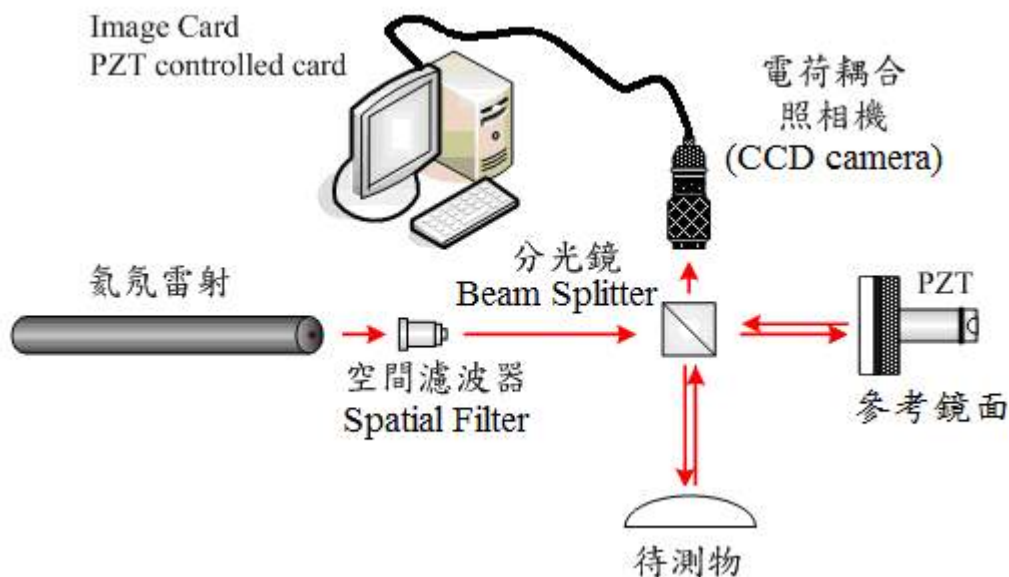 Image Card
PZT controlled card
電荷耦合
照相機
(CCD camera)
氦氖雷射
分光鏡
Beam Splitter
PZT
空間濾波器
Spatial Filter
參考鏡面
待測物